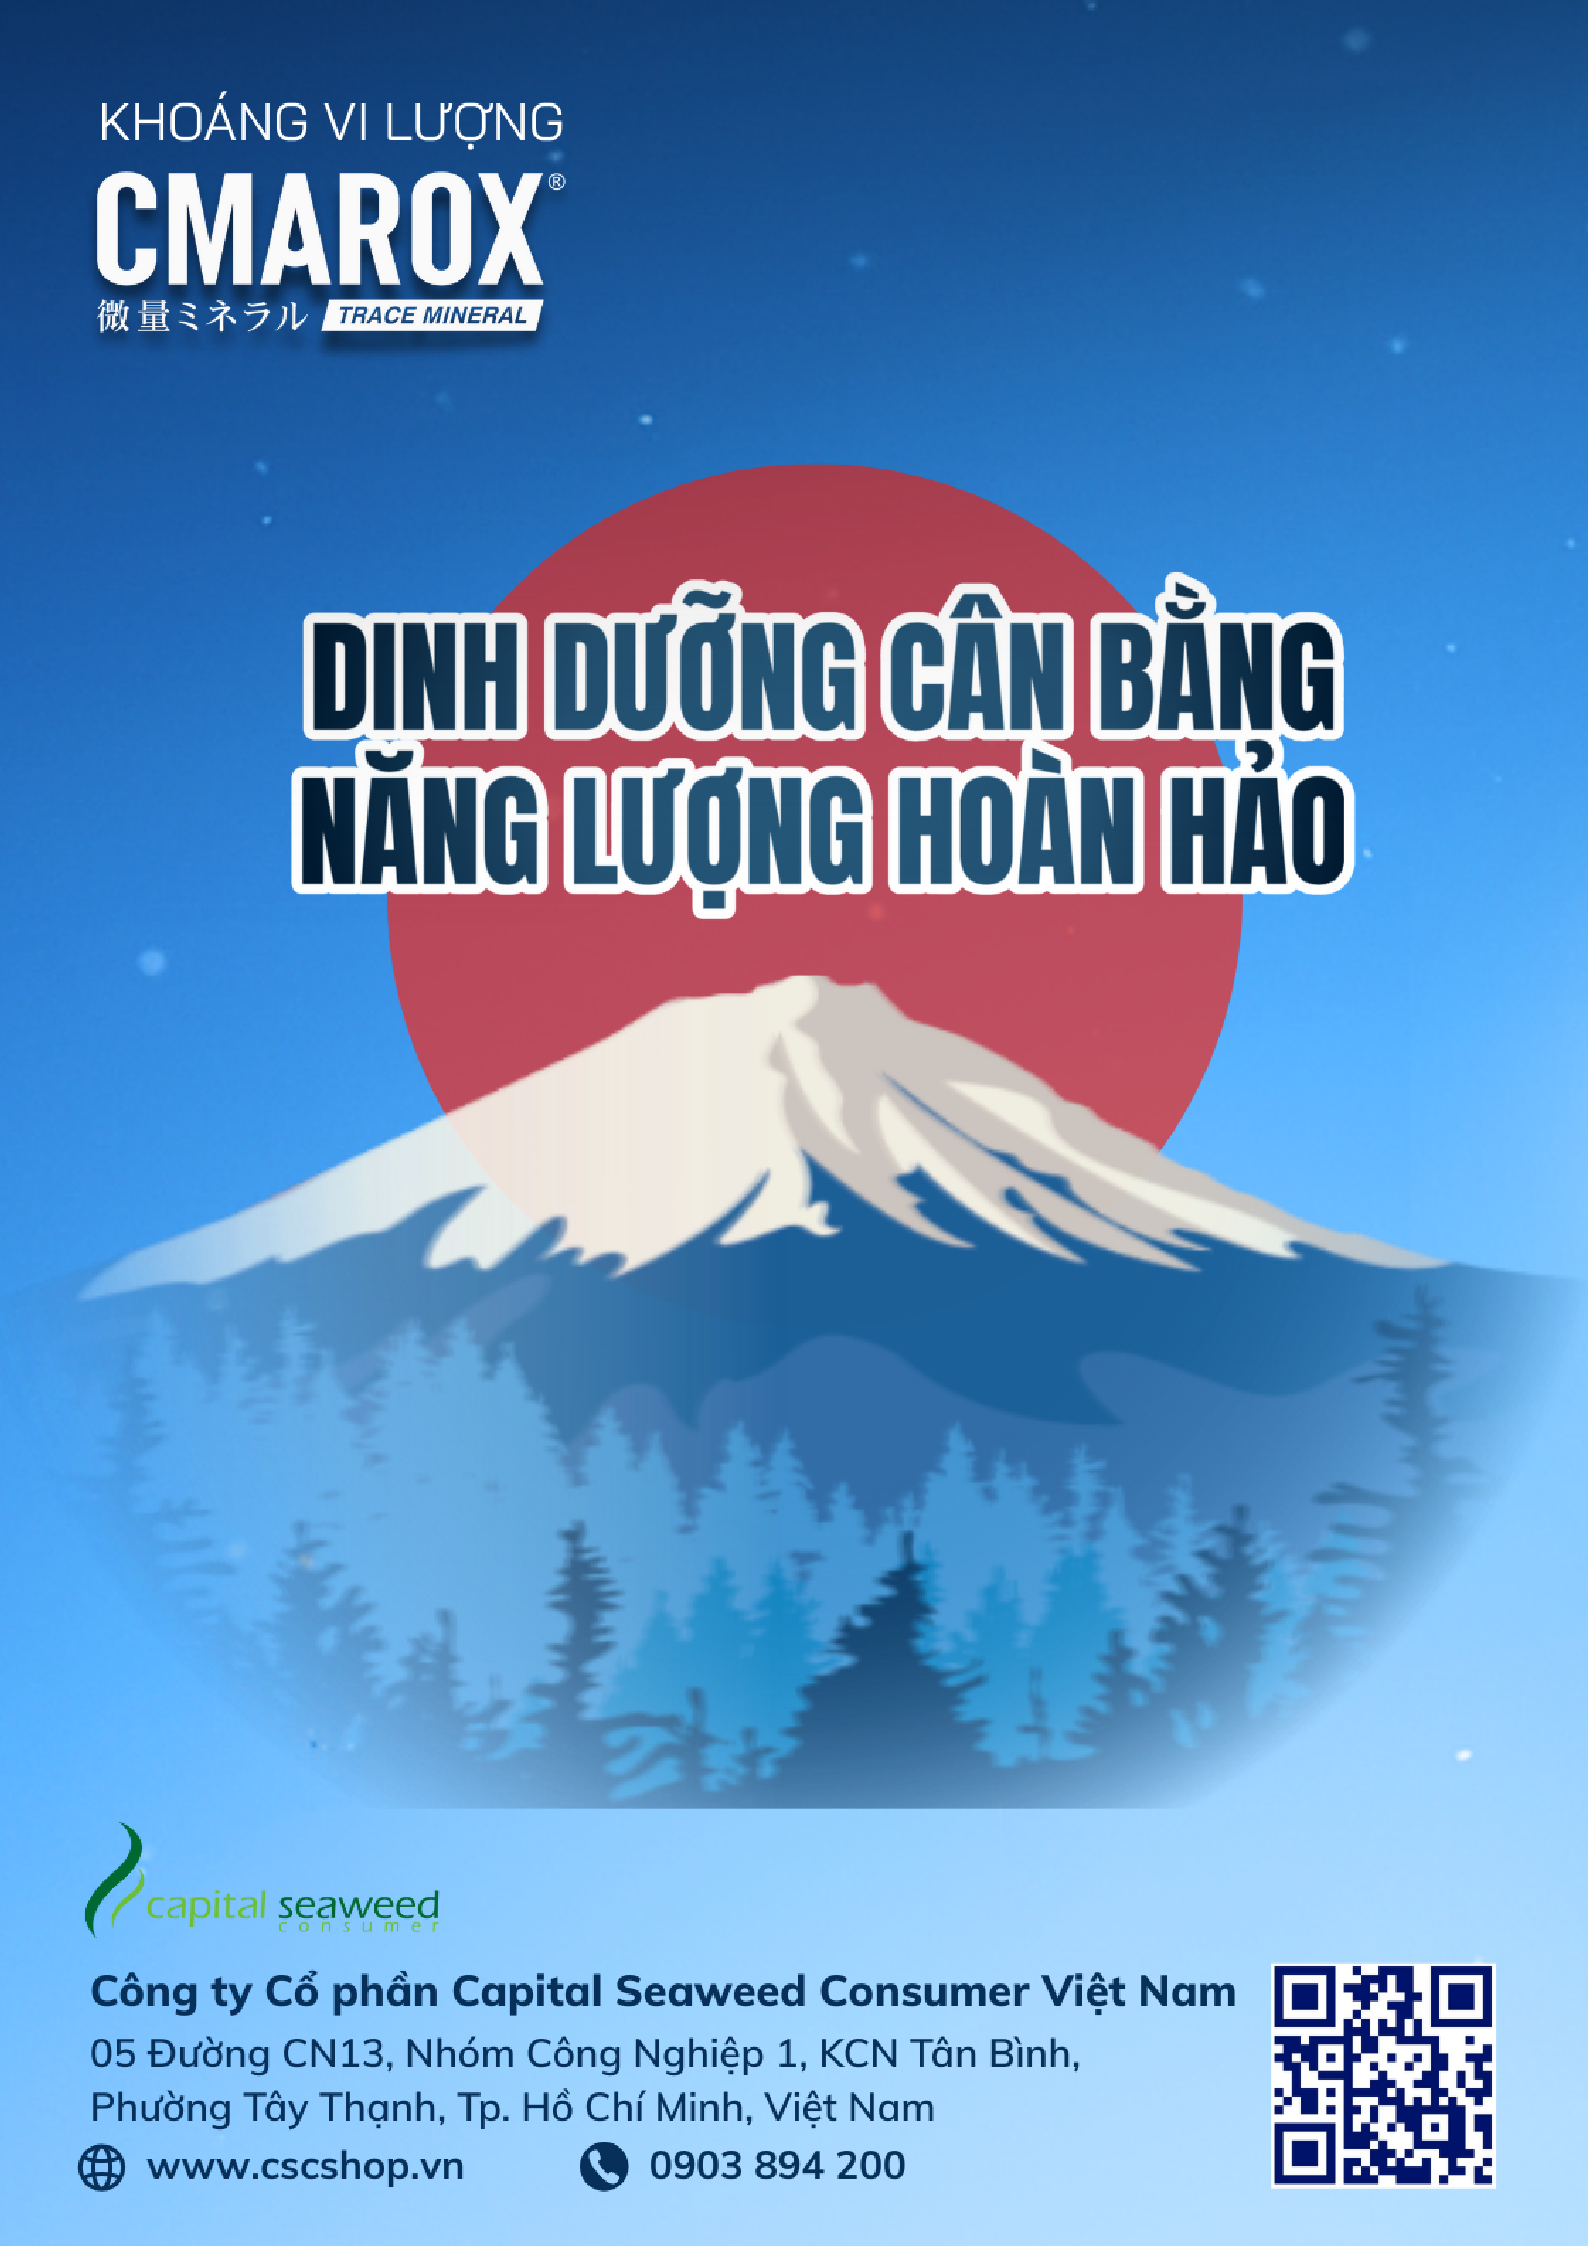 KHOÁNG VI LƯỢNG
CMAROX®
微量ミネラル TRACE MINERAL
DINH DƯỠNG CÂN BẰNG
NĂNG LƯỢNG HOÀN HẢO
capital seaweed
consumer
Công ty Cổ phần Capital Seaweed Consumer Việt Nam
05 Đường CN13, Nhóm Công Nghiệp 1, KCN Tân Bình,
Phường Tây Thạnh, Tp. Hồ Chí Minh, Việt Nam
www.cscshop.vn 0903 894 200